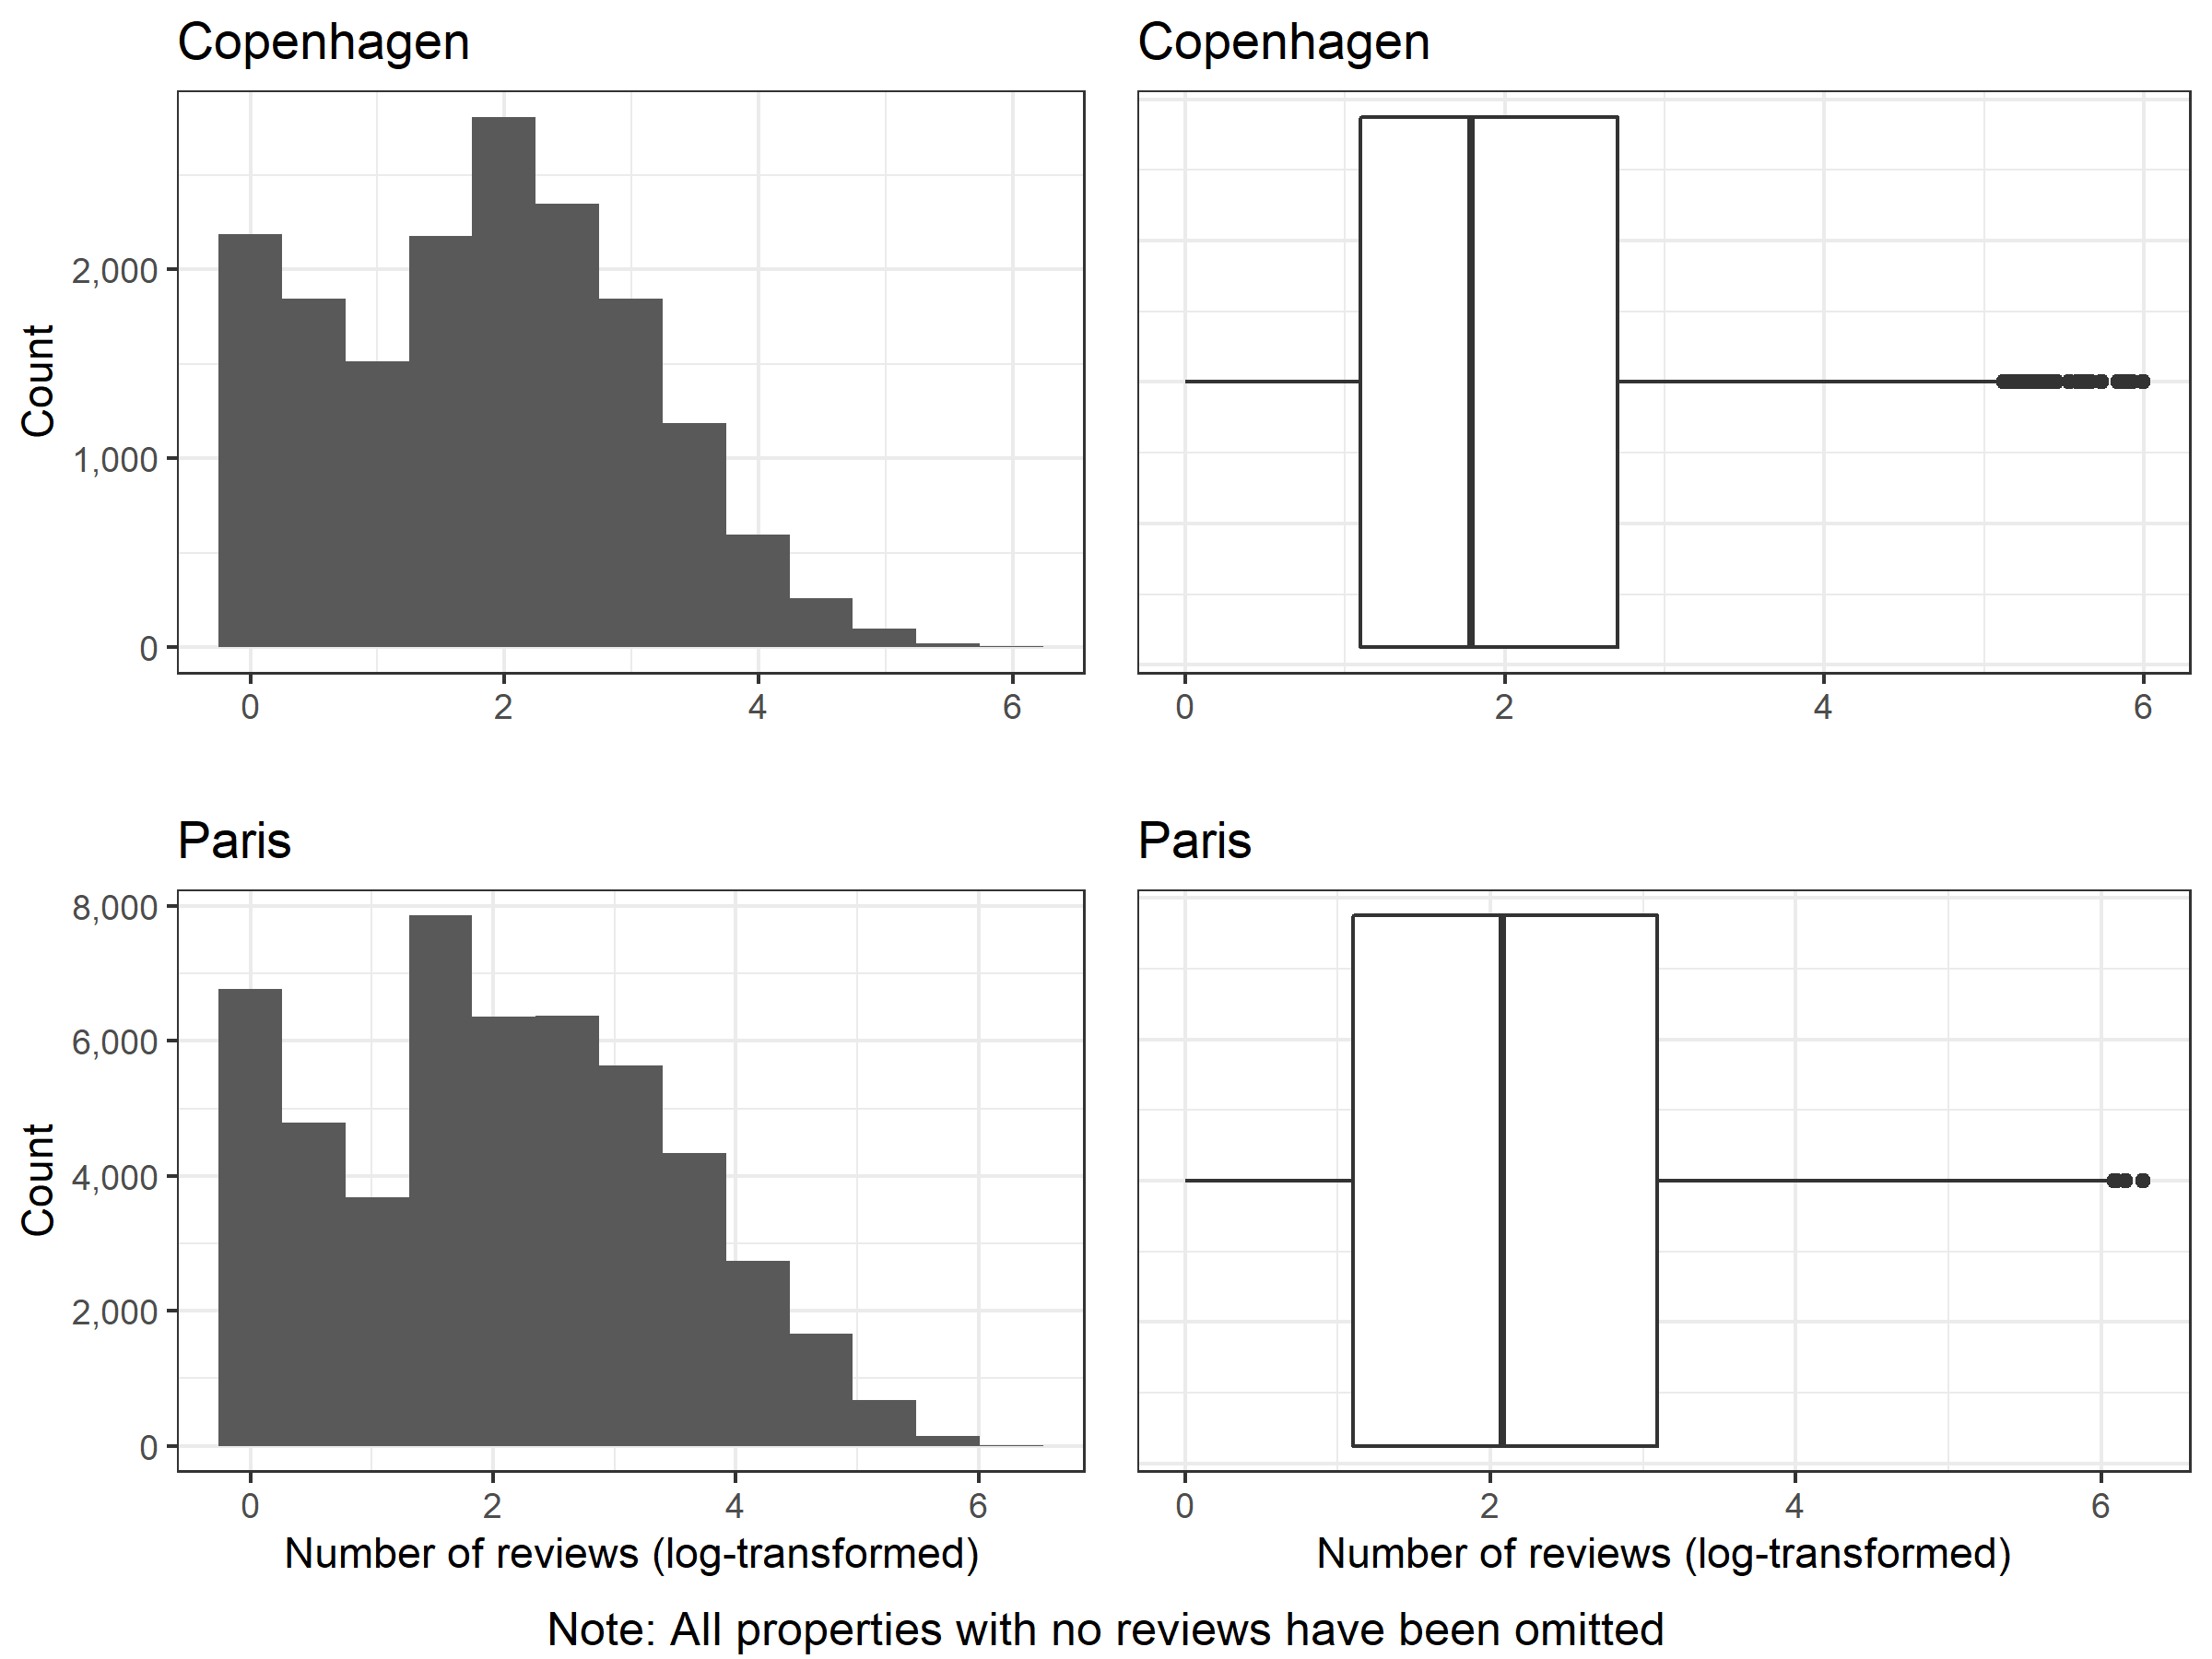 Copenhagen
Copenhagen
Count
2,000
1,000
0
0 2 4 6
0 2 4 6
Paris
Paris
Count
8,000
6,000
4,000
2,000
0
0 2 4 6
0 2 4 6
Number of reviews (log-transformed)
Number of reviews (log-transformed)
Note: All properties with no reviews have been omitted